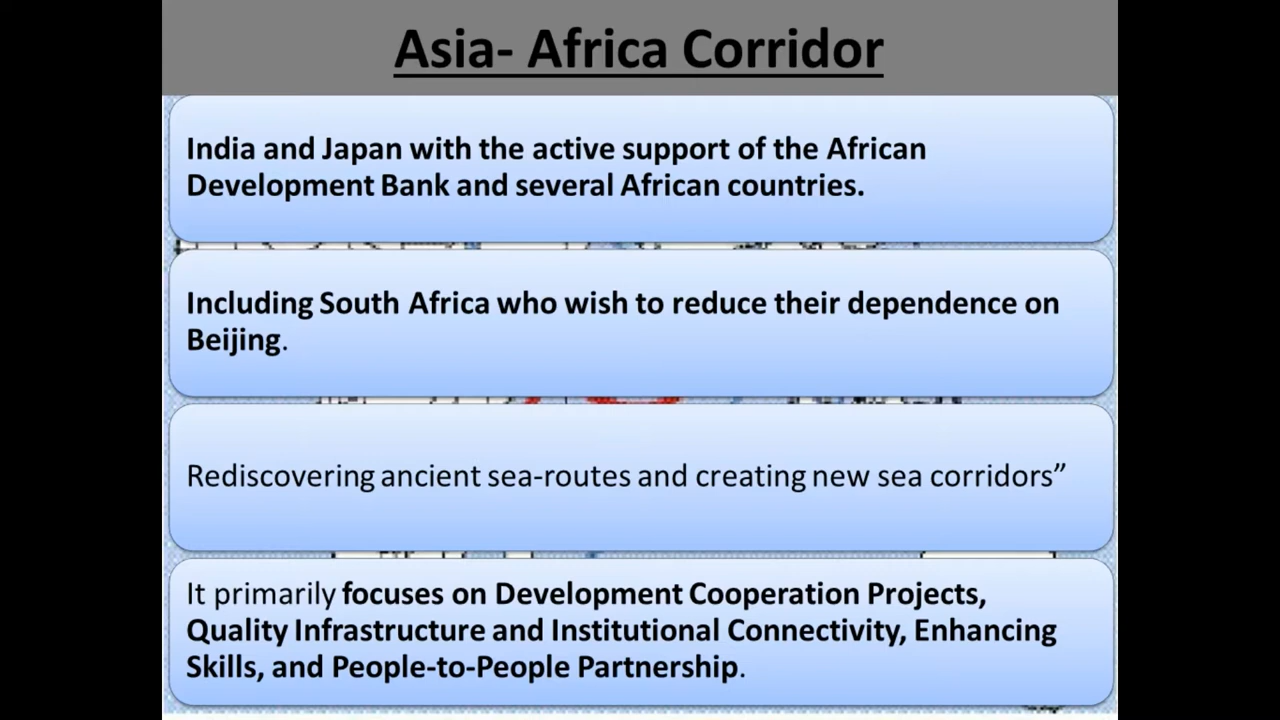 Asia- Africa Corridor
India and Japan with the active support of the African
Development Bank and several African countries.
Including South Africa who wish to reduce their dependence on
Beijing.
Rediscovering ancient sea-routes and creating new sea corridors”
It primarily focuses on Development Cooperation Projects,
Quality Infrastructure and Institutional Connectivity, Enhancing
Skills, and People-to-People Partnership.